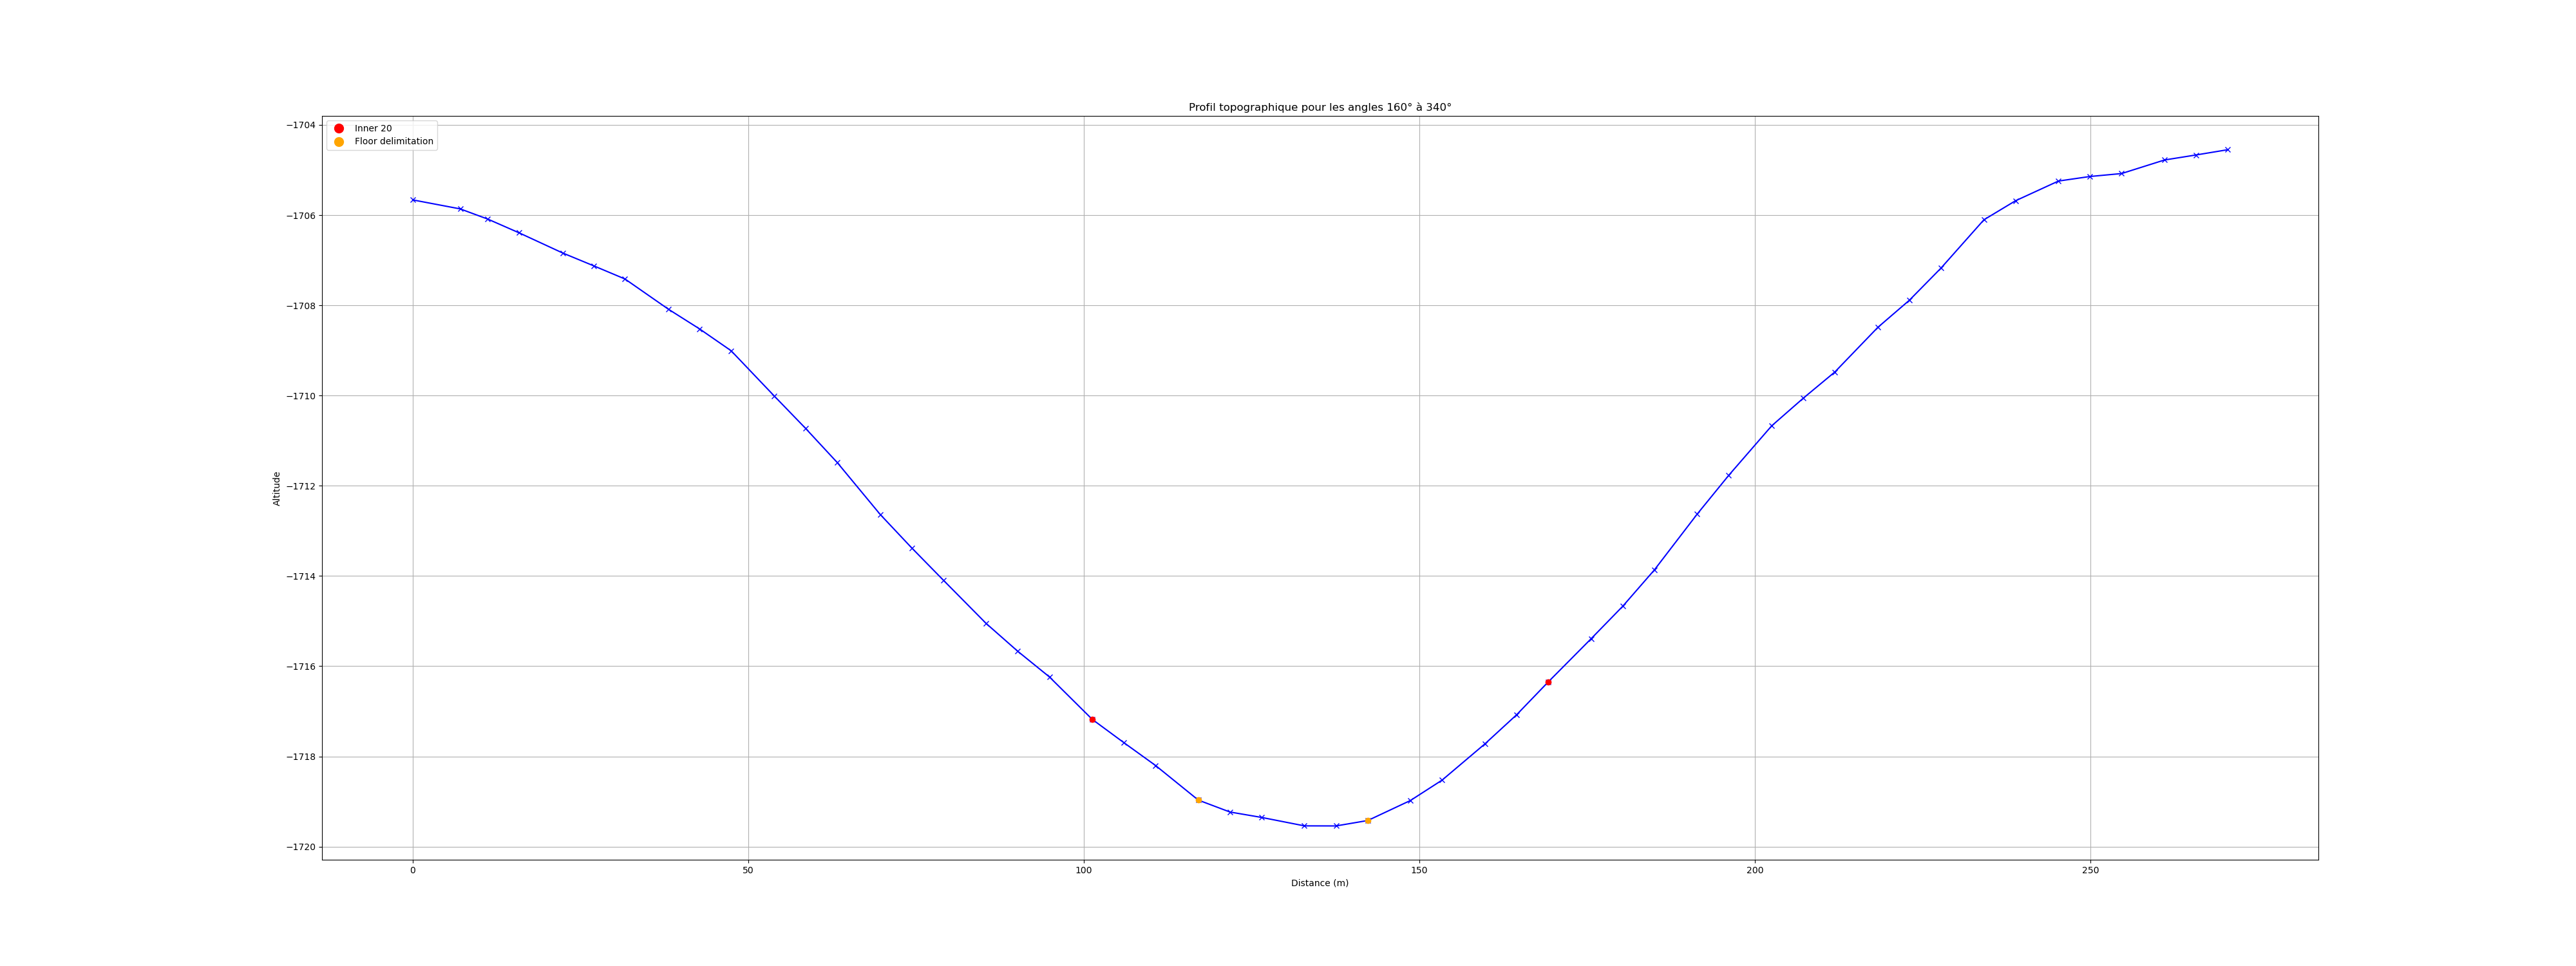 Profil topographique pour les angles 160° à 340°
Inner 20
Floor delimitation
−1704
−1706
−1708
−1710
−1712
−1714
−1716
−1718
−1720
Altitude
0 50 100 150 200 250
Distance (m)